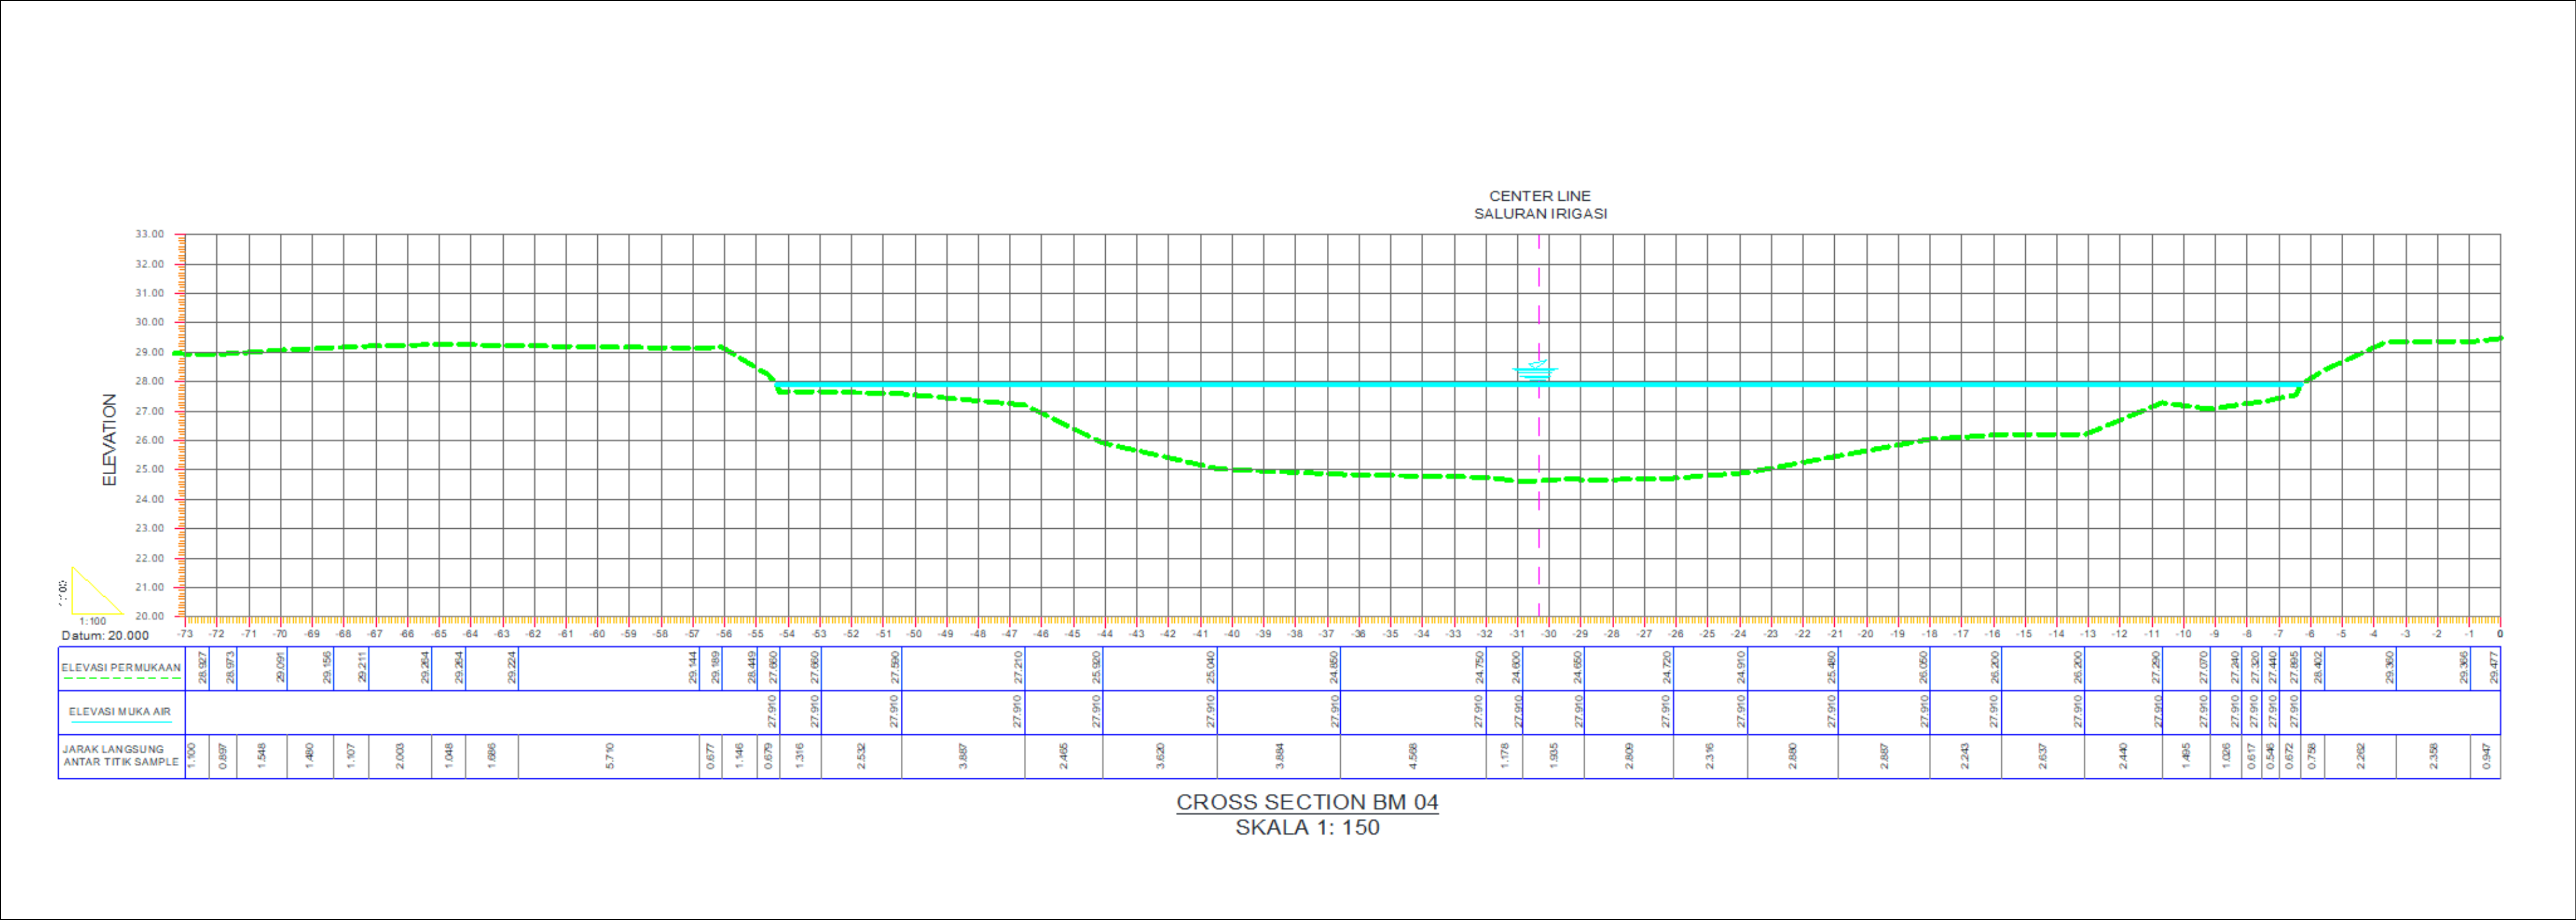 CENTER LINE
SALURAN IRIGASI
33.00
32.00
31.00
30.00
29.00
28.00
27.00
26.00
25.00
24.00
23.00
22.00
21.00
20.00
ELEVATION
1:100
Datum: 20.000
-73 -72 -71 -70 -69 -68 -67 -66 -65 -64 -63 -62 -61 -60 -59 -58 -57 -56 -55 -54 -53 -52 -51 -50 -49 -48 -47 -46 -45 -44 -43 -42 -41 -40 -39 -38 -37 -36 -35 -34 -33 -32 -31 -30 -29 -28 -27 -26 -25 -24 -23 -22 -21 -20 -19 -18 -17 -16 -15 -14 -13 -12 -11 -10 -9 -8 -7 -6 -5 -4 -3 -2 -1 0
ELEVASI PERMUKAAN 28.927 28.973 29.091 29.156 29.211 29.264 29.264 29.224 29.144 29.189 28.449 27.660 27.660 27.590 27.210 25.920 25.040 24.850 24.750 24.600 24.650 24.720 24.910 25.480 26.050 26.200 26.200 27.290 27.070 27.240 27.320 27.440 27.895 28.402 29.360 29.366 29.477
ELEVASI MUKA AIR 27.910 27.910 27.910 27.910 27.910 27.910 27.910 27.910 27.910 27.910 27.910 27.910 27.910 27.910 27.910 27.910 27.910 27.910 27.910 27.910 27.910 27.910
JARAK LANGSUNG
ANTAR TITIK SAMPLE 1.100 0.897 1.548 1.480 1.107 2.003 1.048 1.686 5.710 0.677 1.146 0.679 1.316 2.532 3.887 2.465 3.620 3.884 4.568 1.178 1.935 2.809 2.316 2.880 2.887 2.243 2.637 2.440 1.495 1.026 0.617 0.546 0.672 0.758 2.262 2.358 0.947
CROSS SECTION BM 04
SKALA 1: 150